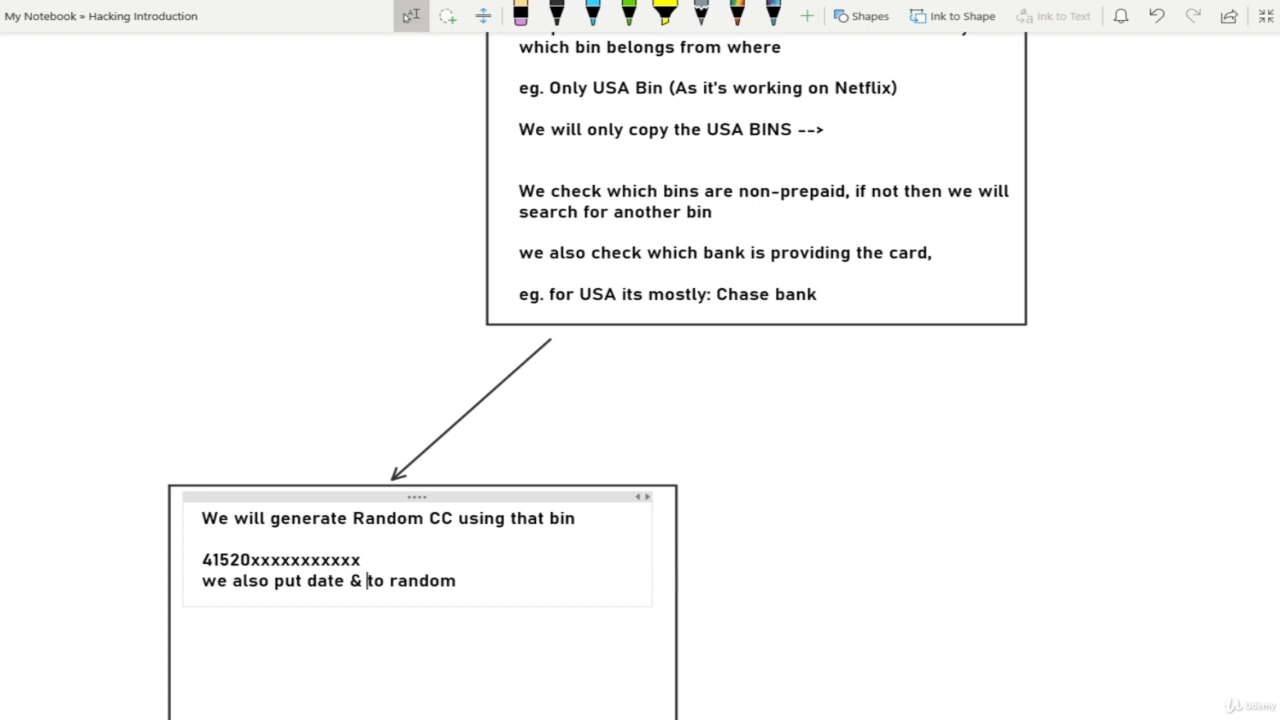 My Notebook » Hacking Introduction
Shapes
Ink to Shape
Ink to Text
which bin belongs from where
eg. Only USA Bin (As it's working on Netflix)
We will only copy the USA BINS -->
We check which bins are non-prepaid, if not then we will
search for another bin
we also check which bank is providing the card,
eg. for USA its mostly: Chase bank
We will generate Random CC using that bin
41520xxxxxxxxxxx
we also put date & to random
Udemy